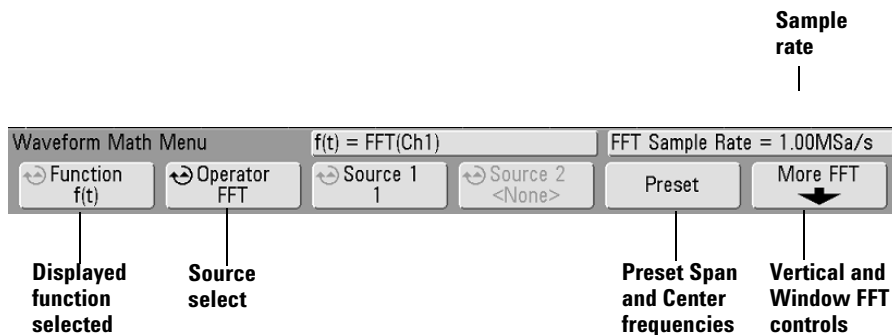 Sample
rate
Waveform Math Menu
f(t) = FFT(Ch1)
FFT Sample Rate = 1.00MSa/s
Function
f(t)
Operator
FFT
Source 1
1
Source 2
<None>
Preset
More FFT
Displayed
function
selected
Source
select
Preset Span
and Center
frequencies
Vertical and
Window FFT
controls